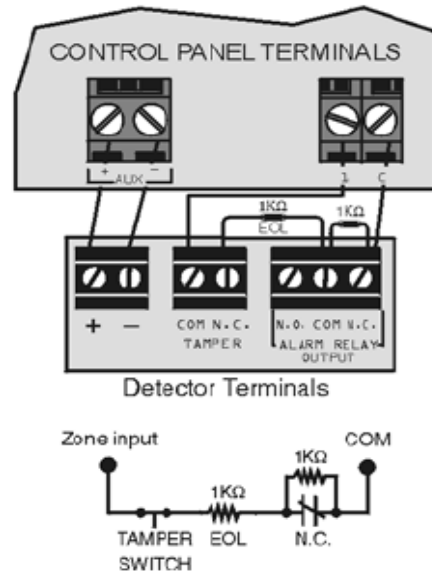 CONTROL PANEL TERMINALS
+ −
AUX
1 C
1KΩ
EOL
1KΩ
+ −
COM N.C.
TAMPER
N.O. COM N.C.
ALARM RELAY
OUTPUT
Detector Terminals
Zone input
COM
1KΩ
1KΩ
TAMPER
SWITCH
EOL
N.C.